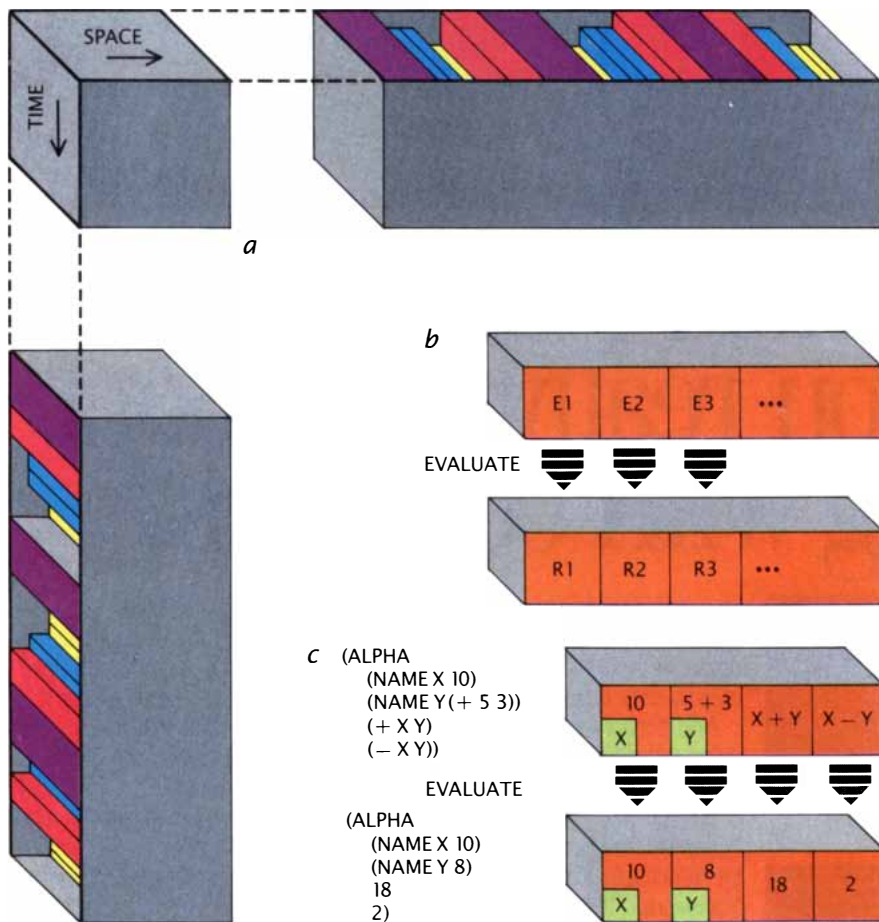 SPACE
TIME
a
b
E1 E2 E3 •••
EVALUATE
R1 R2 R3 •••
c
(ALPHA
(NAME X 10)
(NAME Y (+ 5 3))
(+ X Y)
(− X Y))
10 5 + 3 X + Y X − Y
X Y
EVALUATE
(ALPHA
(NAME X 10)
(NAME Y 8)
18
2)
10 8 18 2
X Y